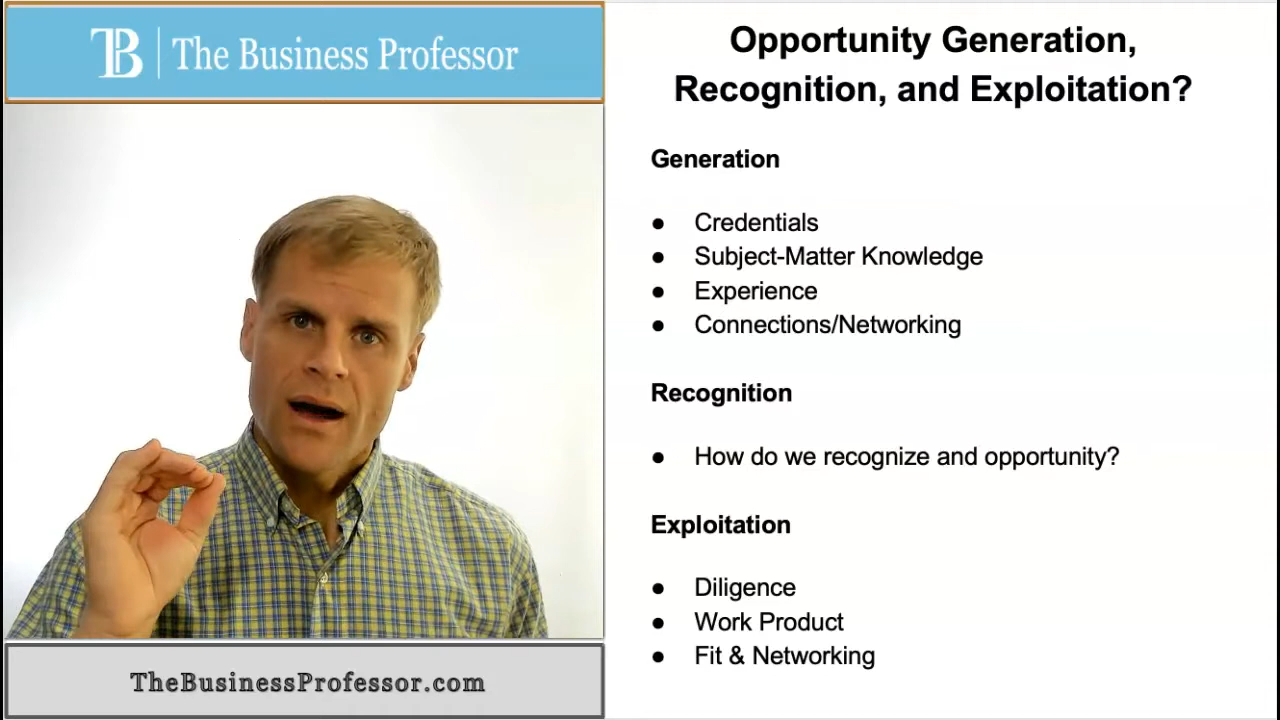 TB | The Business Professor
Opportunity Generation,
Recognition, and Exploitation?
Generation
● Credentials
● Subject-Matter Knowledge
● Experience
● Connections/Networking
Recognition
● How do we recognize and opportunity?
Exploitation
● Diligence
● Work Product
● Fit & Networking
TheBusinessProfessor.com